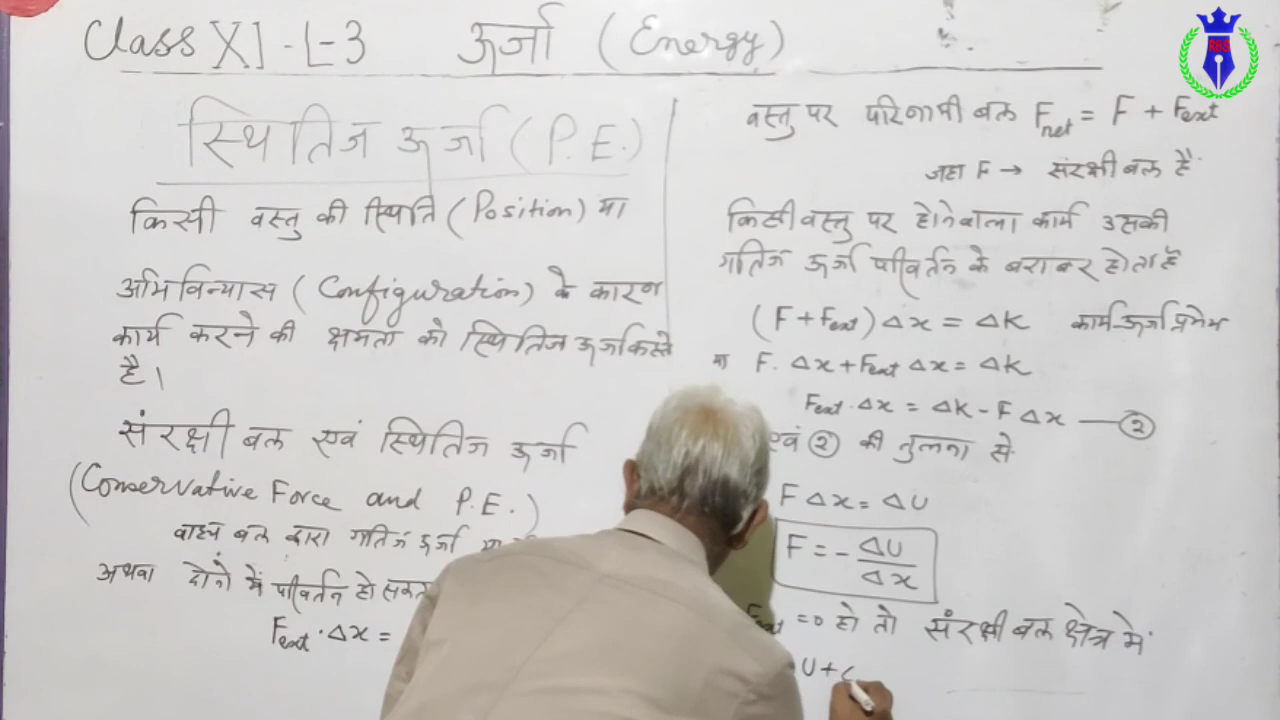 Class XI - L-3 ऊर्जा (Energy)
RBS
स्थितिज ऊर्जा (P.E.)
किसी वस्तु की स्थिति (Position) या
अभिविन्यास (Configuration) के कारण
कार्य करने की क्षमता को स्थितिज ऊर्जा
है।
संरक्षी बल एवं स्थितिज ऊर्जा
(Conservative Force and P.E.)
वाह्य बल द्वारा गतिज ऊर्जा
अथवा दोनों में परिवर्तन हो सकता
Fext · Δx =
वस्तु पर परिणामी बल Fnet = F + Fext
जहा F → संरक्षी बल है
किसी वस्तु पर होने वाला कार्य उसकी
गतिज ऊर्जा परिवर्तन के बराबर होता है
(F + Fext) Δx = ΔK कार्य-ऊर्जा प्रमेय
या F. Δx + Fext Δx = ΔK
Fext · Δx = ΔK - F Δx — ②
एवं ② की तुलना से
F Δx = ΔU
F = - ΔU/Δx
Fext = 0 हो तो संरक्षी बल क्षेत्र में
U +